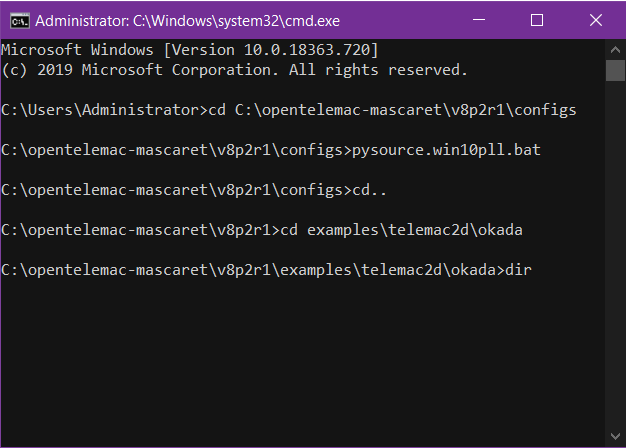 Administrator: C:\Windows\system32\cmd.exe
Microsoft Windows [Version 10.0.18363.720]
(c) 2019 Microsoft Corporation. All rights reserved.
C:\Users\Administrator>cd C:\opentelemac-mascaret\v8p2r1\configs
C:\opentelemac-mascaret\v8p2r1\configs>pysource.win10pll.bat
C:\opentelemac-mascaret\v8p2r1\configs>cd..
C:\opentelemac-mascaret\v8p2r1>cd examples\telemac2d\okada
C:\opentelemac-mascaret\v8p2r1\examples\telemac2d\okada>dir